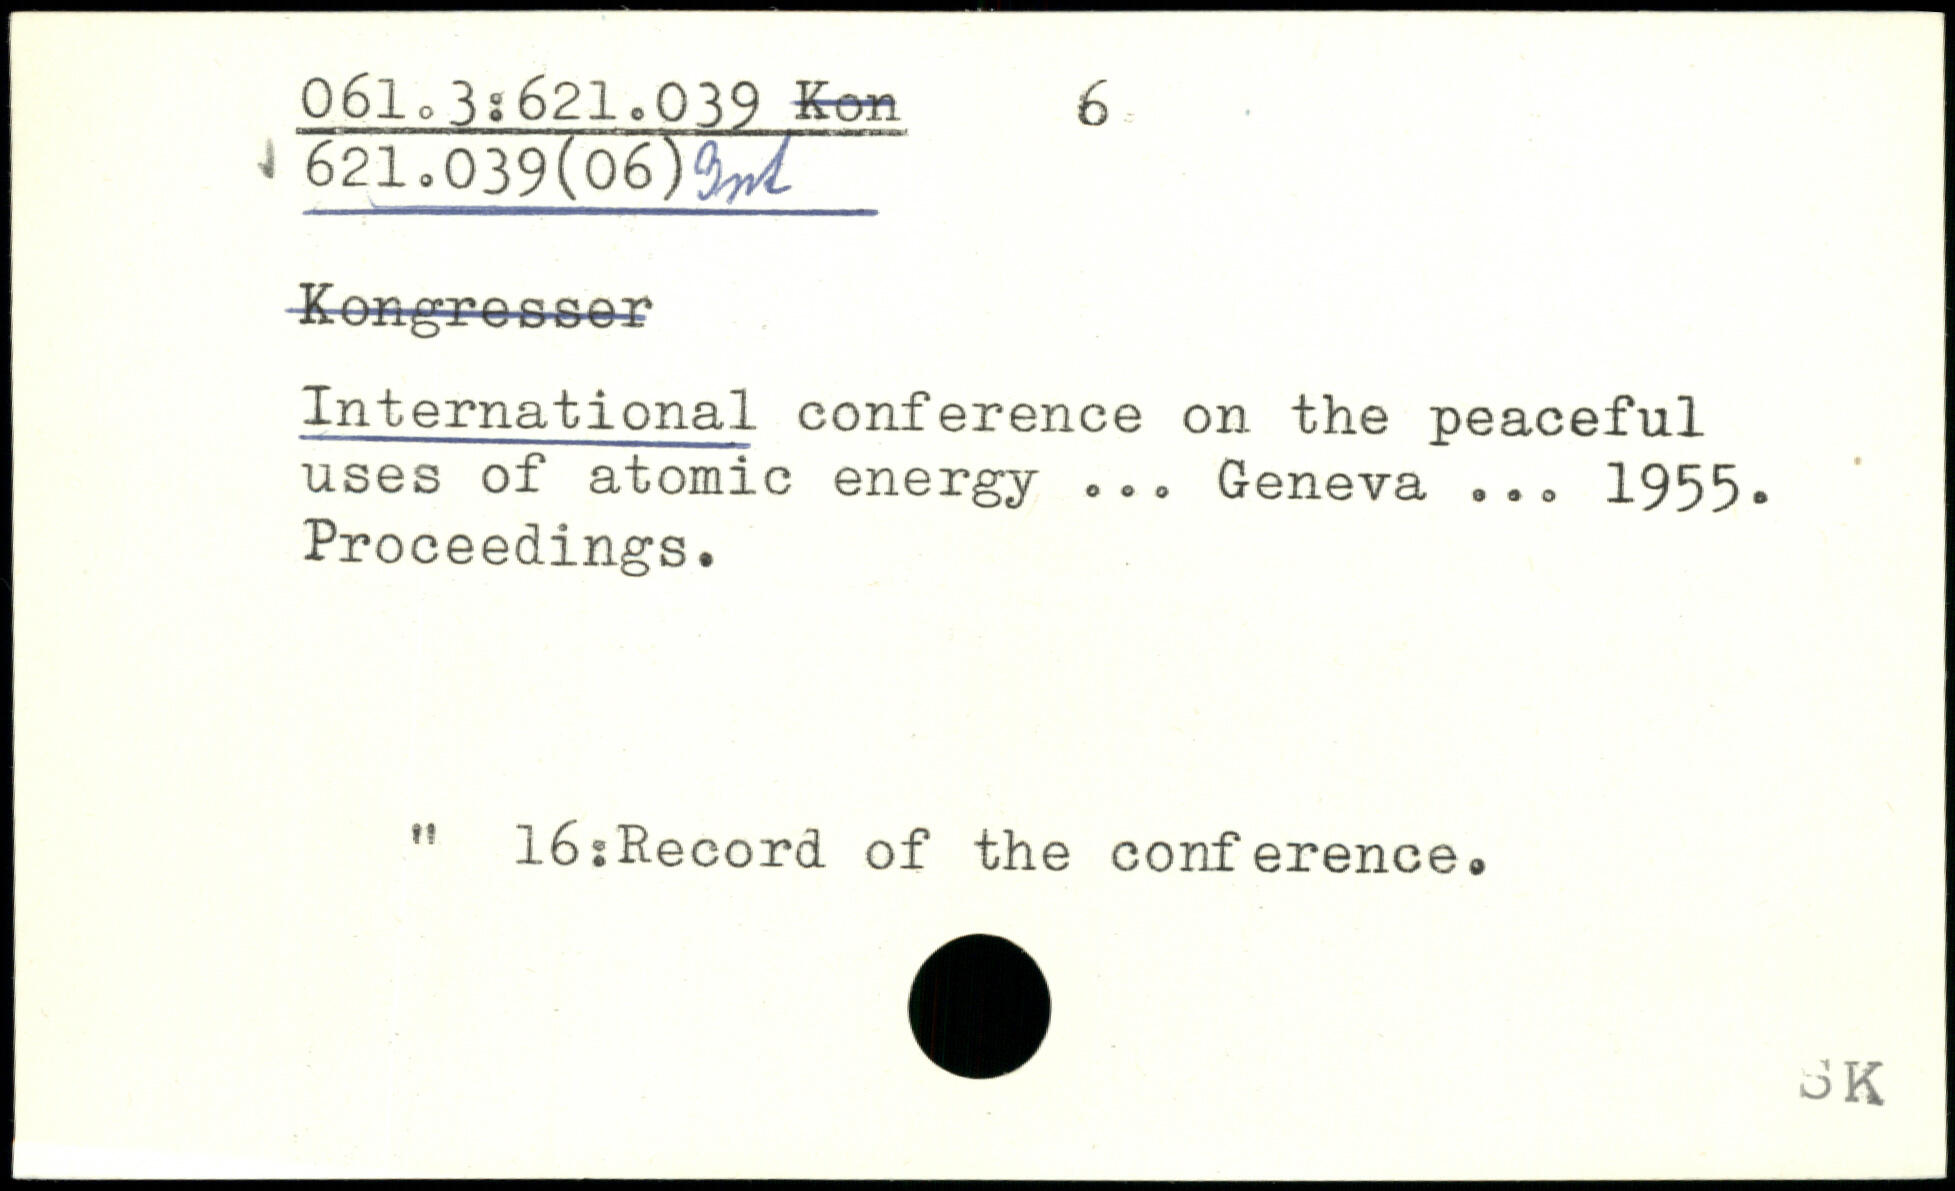 061.3:621.039 Kon 6
621.039(06) Int
Kongresser
International conference on the peaceful
uses of atomic energy ... Geneva ... 1955.
Proceedings.
" 16:Record of the conference.
SK